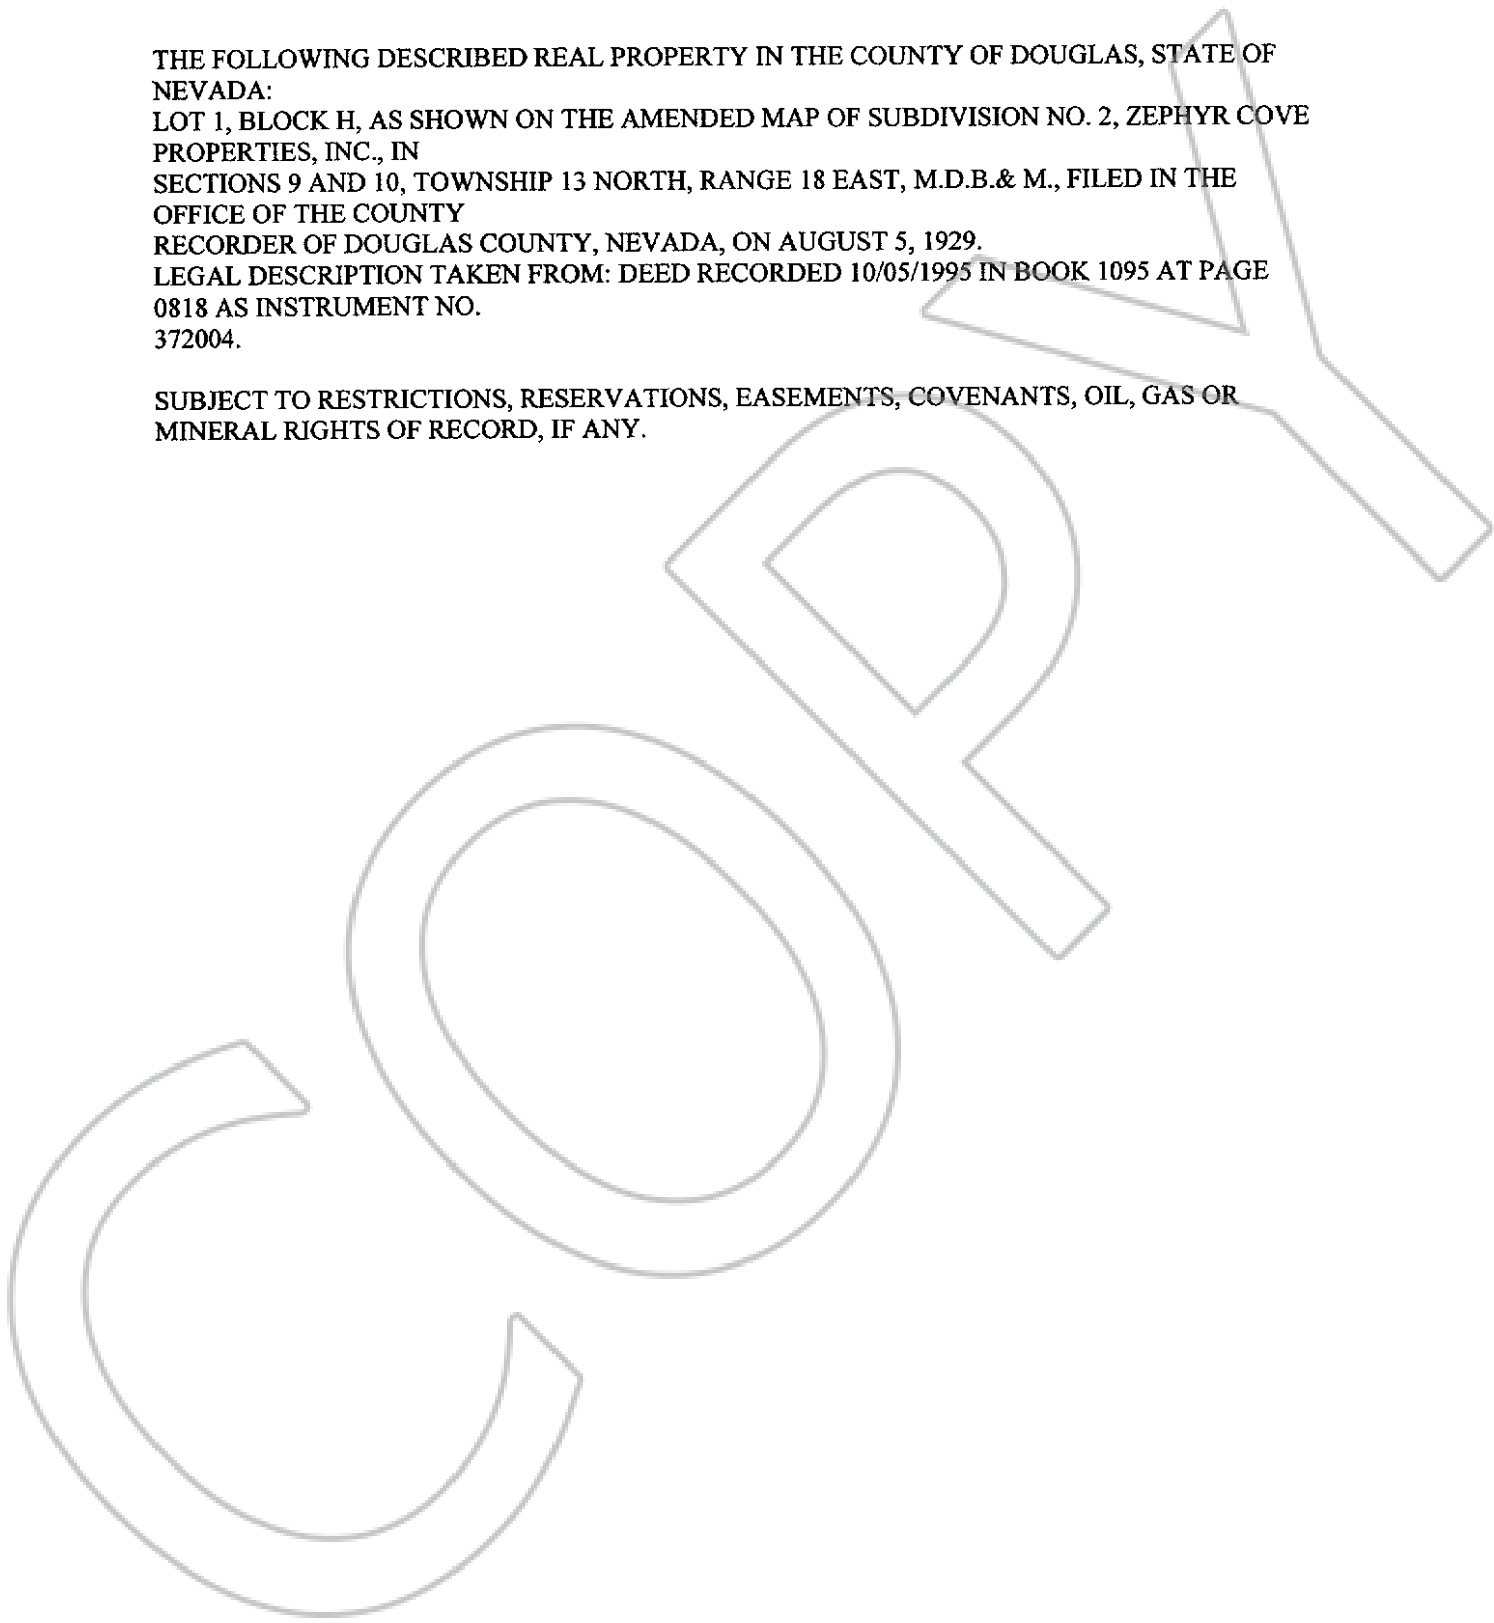 THE FOLLOWING DESCRIBED REAL PROPERTY IN THE COUNTY OF DOUGLAS, STATE OF
NEVADA:
LOT 1, BLOCK H, AS SHOWN ON THE AMENDED MAP OF SUBDIVISION NO. 2, ZEPHYR COVE
PROPERTIES, INC., IN
SECTIONS 9 AND 10, TOWNSHIP 13 NORTH, RANGE 18 EAST, M.D.B.& M., FILED IN THE
OFFICE OF THE COUNTY
RECORDER OF DOUGLAS COUNTY, NEVADA, ON AUGUST 5, 1929.
LEGAL DESCRIPTION TAKEN FROM: DEED RECORDED 10/05/1995 IN BOOK 1095 AT PAGE
0818 AS INSTRUMENT NO.
372004.
SUBJECT TO RESTRICTIONS, RESERVATIONS, EASEMENTS, COVENANTS, OIL, GAS OR
MINERAL RIGHTS OF RECORD, IF ANY.
COPY